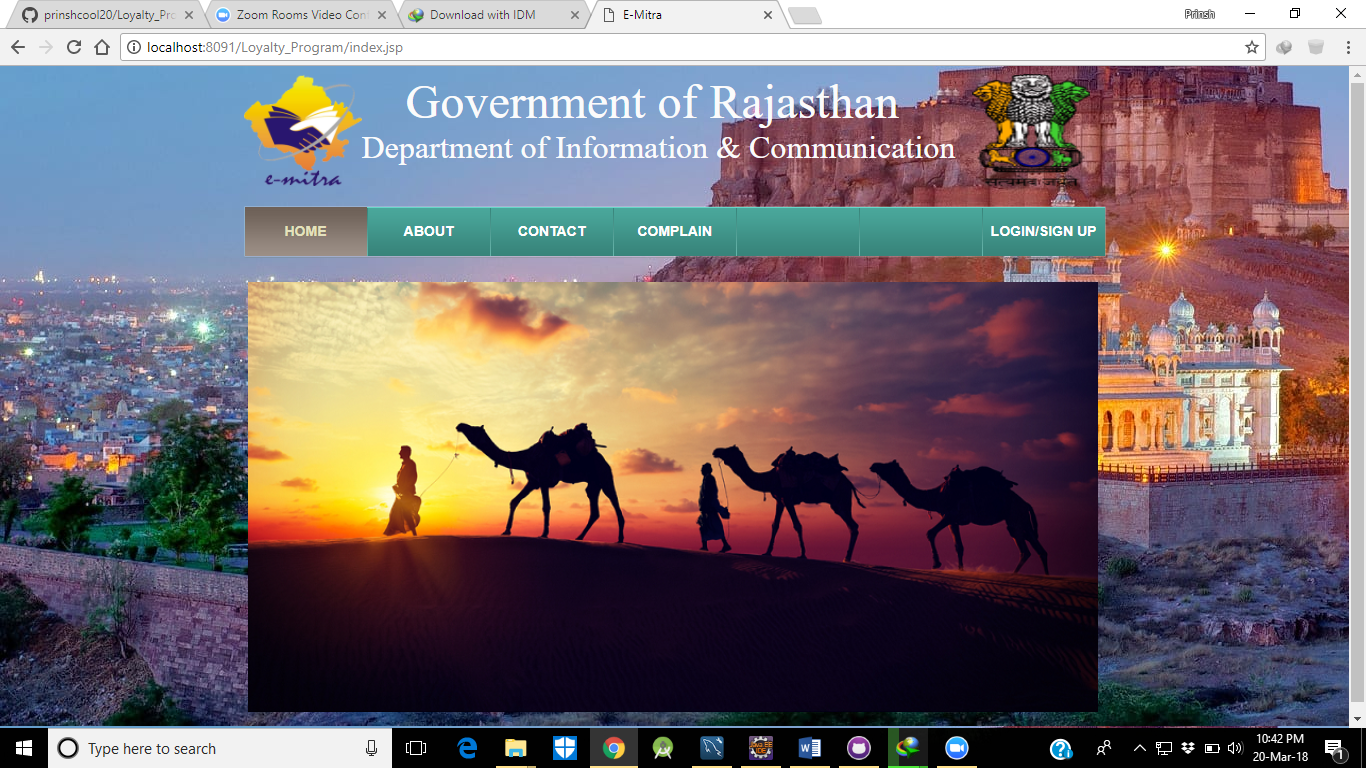 prinshcool20/Loyalty_Pro
Zoom Rooms Video Conf
Download with IDM
E-Mitra
Prinsh
localhost:8091/Loyalty_Program/index.jsp
Government of Rajasthan
Department of Information & Communication
e-mitra
सत्यमेव जयते
HOME
ABOUT
CONTACT
COMPLAIN
LOGIN/SIGN UP
Type here to search
10:42 PM
20-Mar-18
1